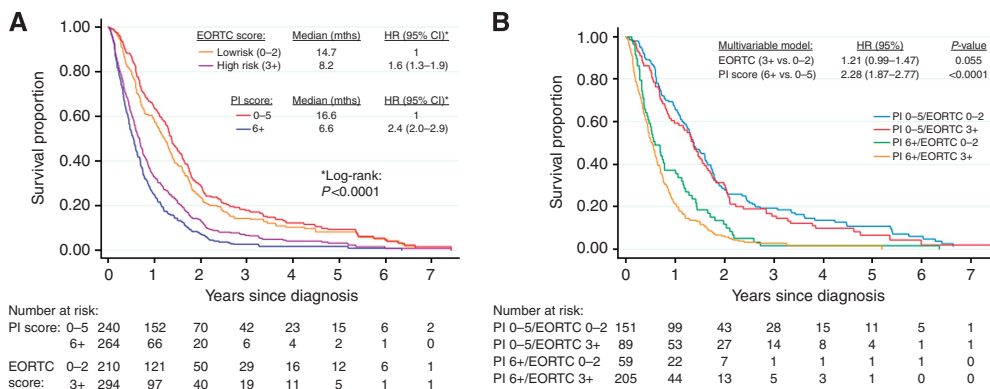 A
EORTC score: Median (mths) HR (95% CI)*
Lowrisk (0–2) 14.7 1
High risk (3+) 8.2 1.6 (1.3–1.9)
PI score: Median (mths) HR (95% CI)*
0–5 16.6 1
6+ 6.6 2.4 (2.0–2.9)
*Log-rank:
P<0.0001
Survival proportion
1.00
0.80
0.60
0.40
0.20
0.00
0 1 2 3 4 5 6 7
Years since diagnosis
Number at risk:
PI score: 0–5 240 152 70 42 23 15 6 2
6+ 264 66 20 6 4 2 1 0
EORTC 0–2 210 121 50 29 16 12 6 1
score: 3+ 294 97 40 19 11 5 1 1
B
Multivariable model: HR (95%) P-value
EORTC (3+ vs. 0–2) 1.21 (0.99–1.47) 0.055
PI score (6+ vs. 0–5) 2.28 (1.87–2.77) <0.0001
PI 0–5/EORTC 0–2
PI 0–5/EORTC 3+
PI 6+/EORTC 0–2
PI 6+/EORTC 3+
Survival proportion
1.00
0.80
0.60
0.40
0.20
0.00
0 1 2 3 4 5 6 7
Years since diagnosis
Number at risk:
PI 0–5/EORTC 0–2 151 99 43 28 15 11 5 1
PI 0–5/EORTC 3+ 89 53 27 14 8 4 1 1
PI 6+/EORTC 0–2 59 22 7 1 1 1 1 0
PI 6+/EORTC 3+ 205 44 13 5 3 1 0 0